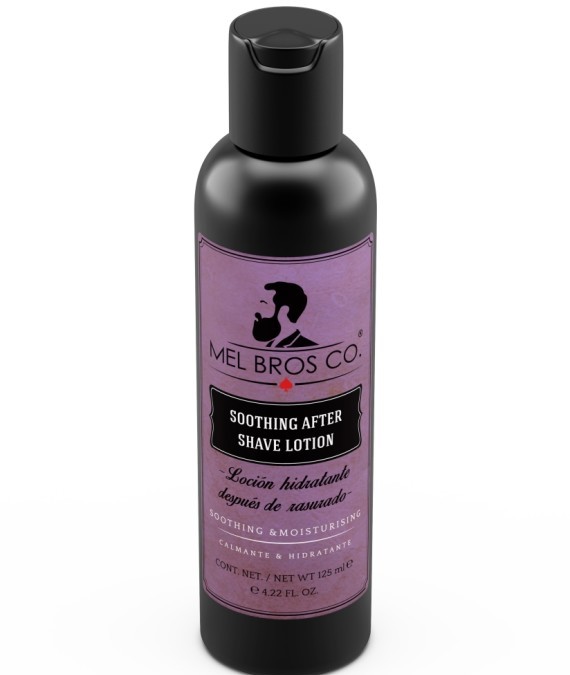 MEL BROS CO.®
SOOTHING AFTER
SHAVE LOTION
-Loción hidratante
después de rasurado-
SOOTHING &MOISTURISING
CALMANTE & HIDRATANTE
CONT. NET. / NET WT 125 ml ℮
℮ 4.22 FL. OZ.